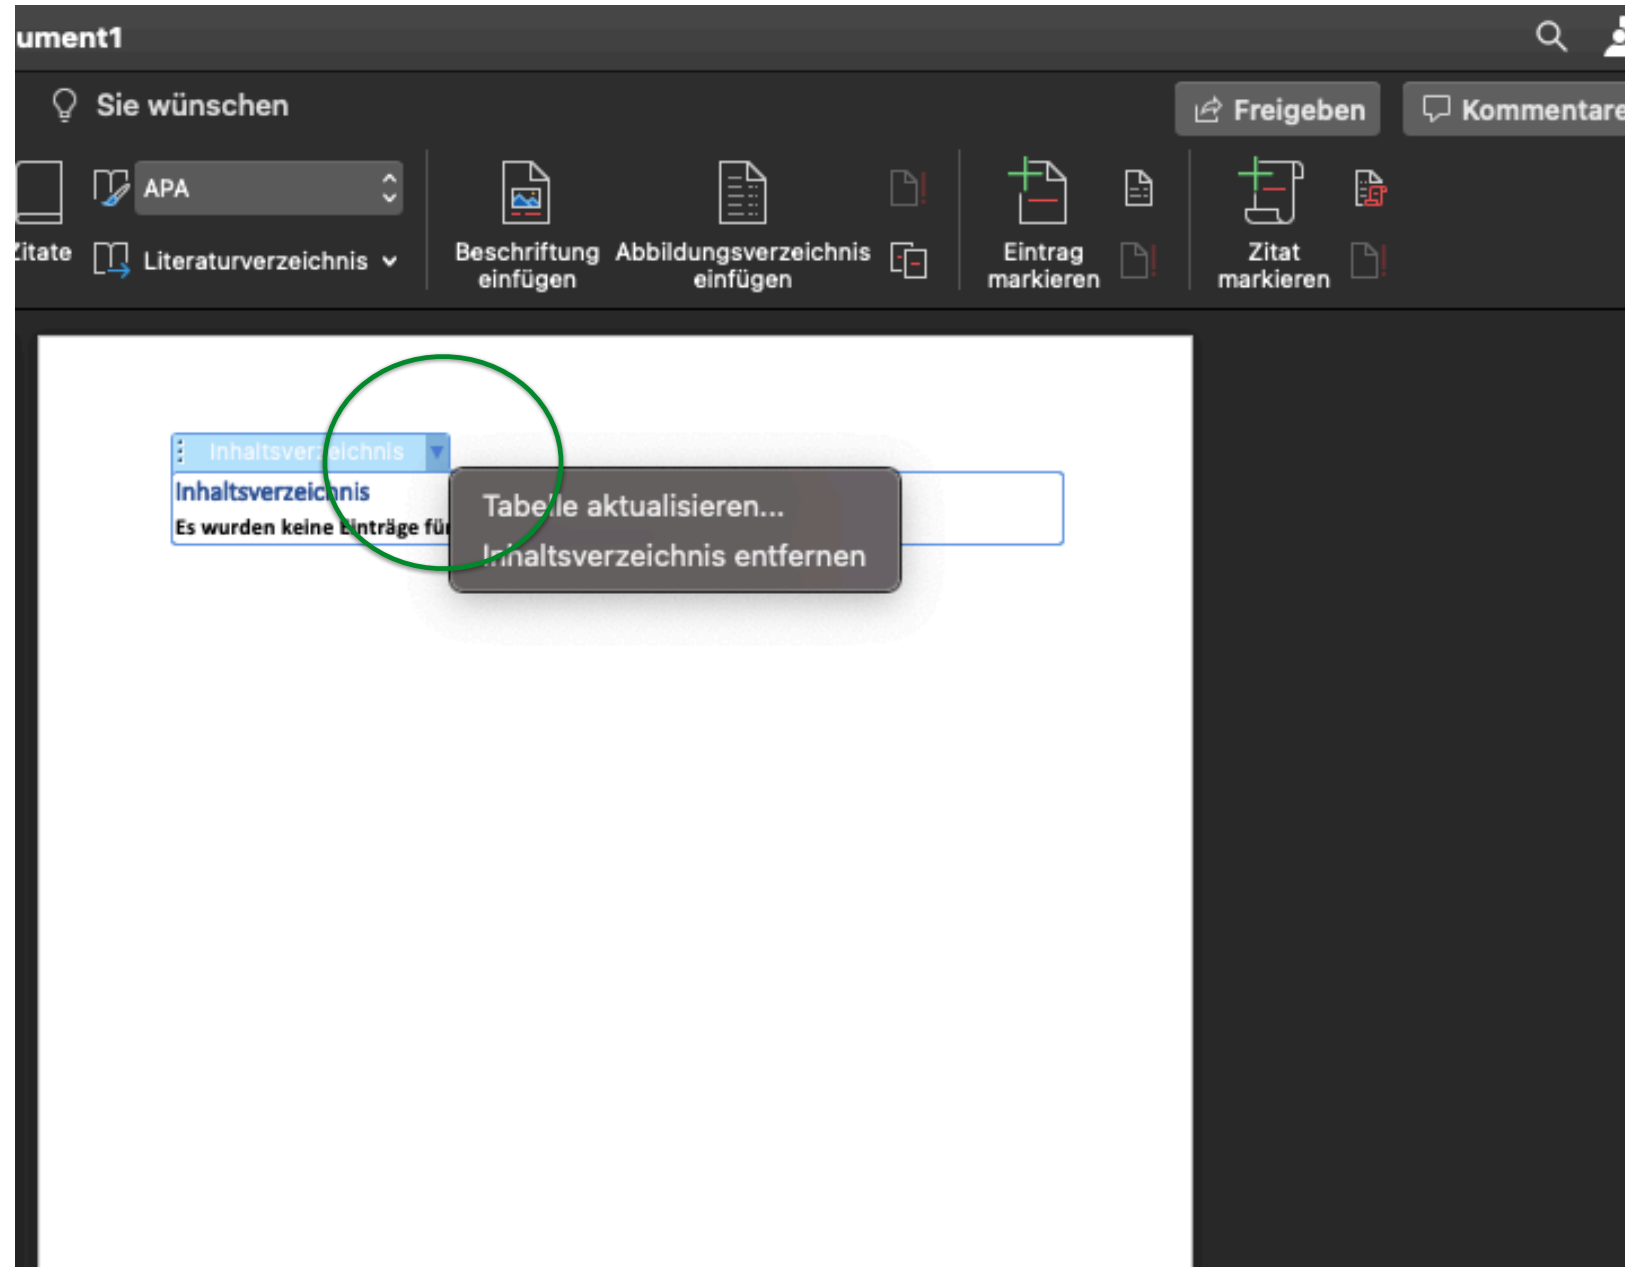 ument1
Sie wünschen
Freigeben
Kommentare
APA
Zitate
Literaturverzeichnis
Beschriftung
einfügen
Abbildungsverzeichnis
einfügen
Eintrag
markieren
Zitat
markieren
Inhaltsverzeichnis
Inhaltsverzeichnis
Es wurden keine Einträge für
Tabelle aktualisieren...
Inhaltsverzeichnis entfernen